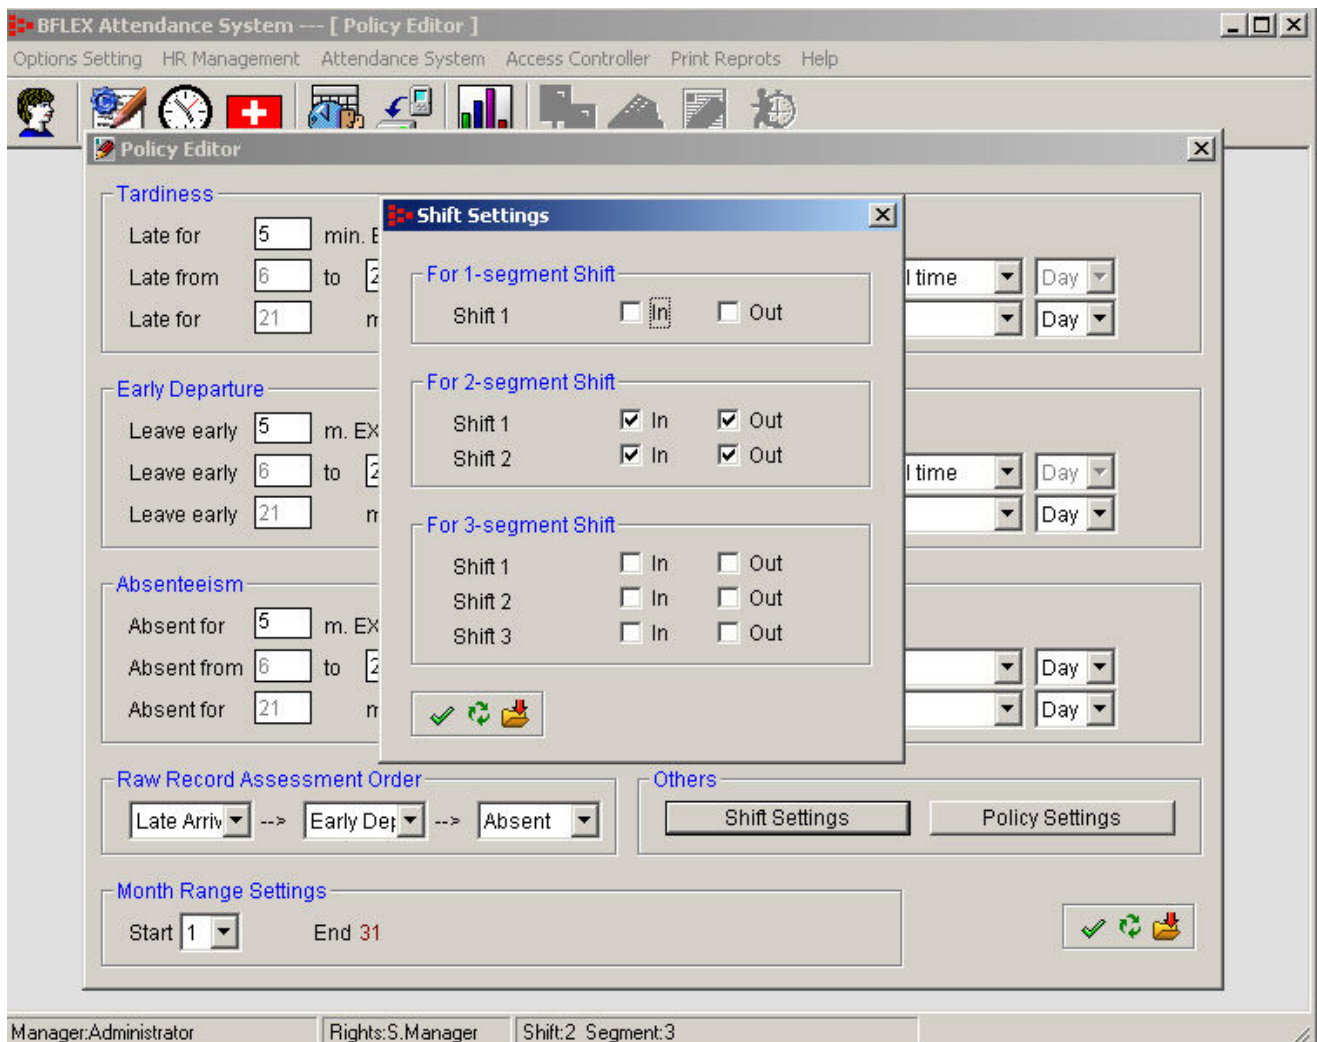 BFLEX Attendance System --- [ Policy Editor ]
Options Setting HR Management Attendance System Access Controller Print Reprots Help
Policy Editor
Tardiness
Late for 5 min. E
Late from 6 to 2
Late for 21 m
l time Day
Day
Early Departure
Leave early 5 m. EX
Leave early 6 to 2
Leave early 21 m
l time Day
Day
Absenteeism
Absent for 5 m. EX
Absent from 6 to 2
Absent for 21 m
Day
Day
Shift Settings
For 1-segment Shift
Shift 1 In Out
For 2-segment Shift
Shift 1 In Out
Shift 2 In Out
For 3-segment Shift
Shift 1 In Out
Shift 2 In Out
Shift 3 In Out
Raw Record Assessment Order
Late Arriv --> Early Dep --> Absent
Others
Shift Settings Policy Settings
Month Range Settings
Start 1 End 31
Manager:Administrator Rights:S.Manager Shift:2 Segment:3